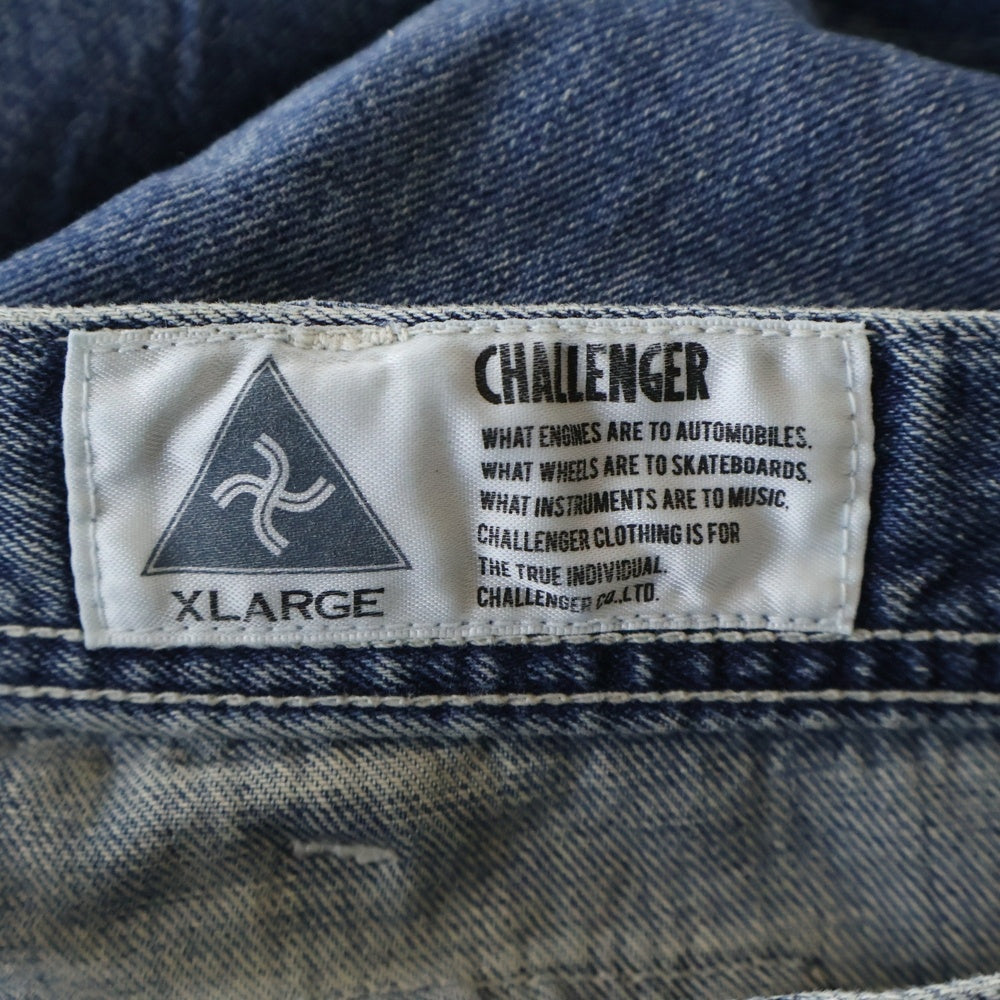 XLARGE
CHALLENGER
WHAT ENGINES ARE TO AUTOMOBILES.
WHAT WHEELS ARE TO SKATEBOARDS.
WHAT INSTRUMENTS ARE TO MUSIC,
CHALLENGER CLOTHING IS FOR
THE TRUE INDIVIDUAL.
CHALLENGER CO.,LTD.